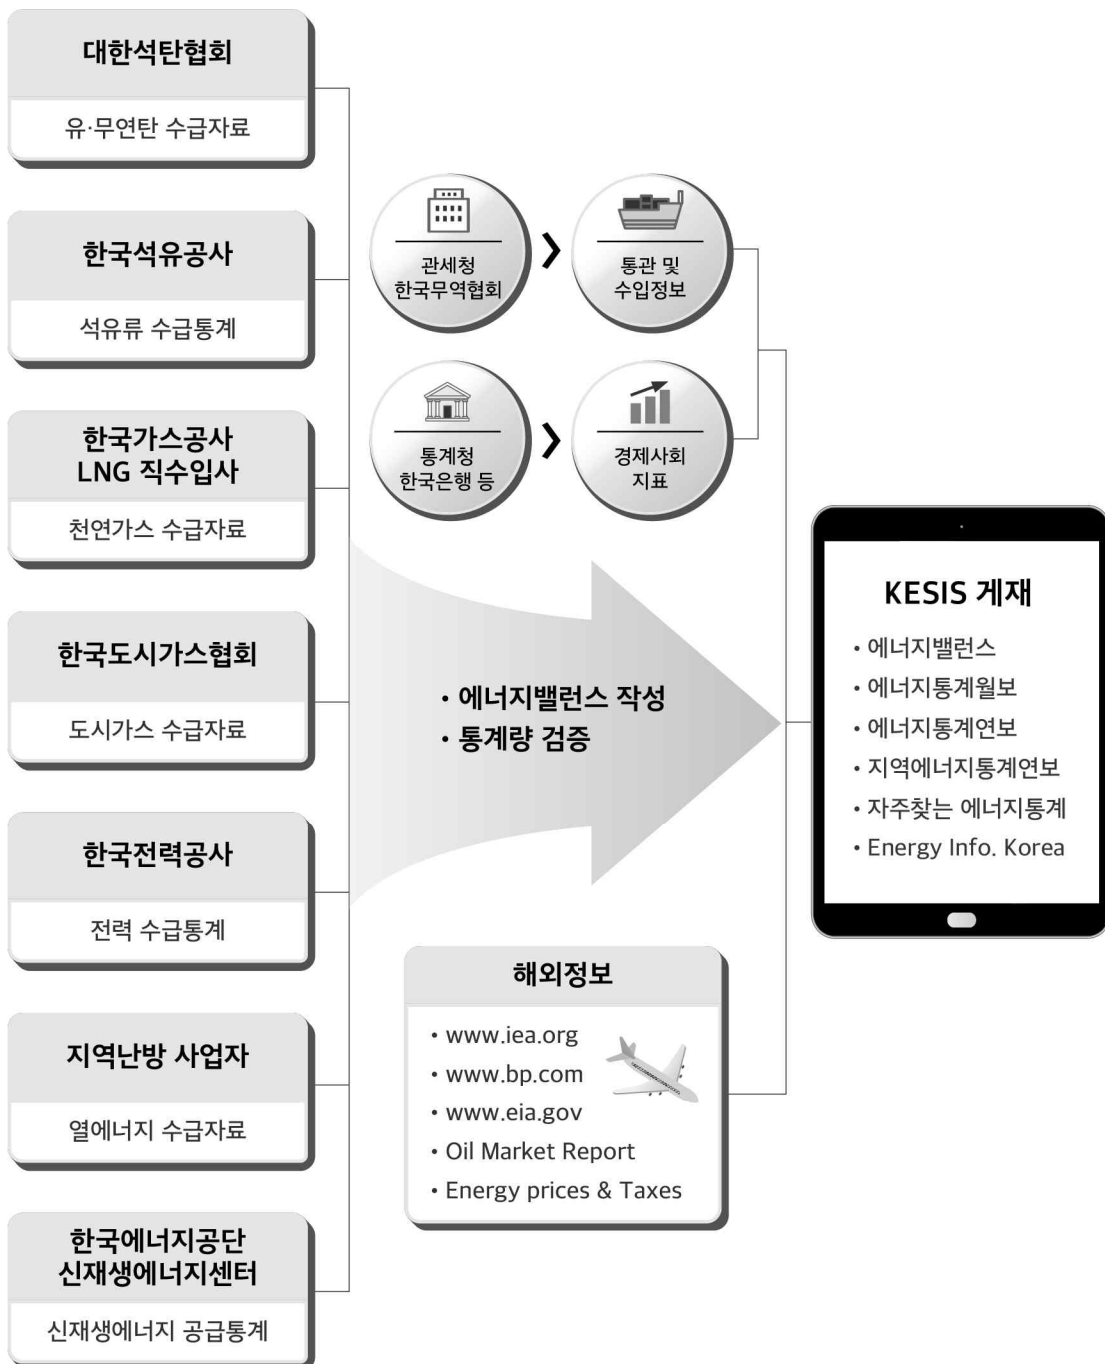 대한석탄협회
유·무연탄 수급자료
한국석유공사
석유류 수급통계
한국가스공사
LNG 직수입사
천연가스 수급자료
한국도시가스협회
도시가스 수급자료
한국전력공사
전력 수급통계
지역난방 사업자
열에너지 수급자료
한국에너지공단
신재생에너지센터
신재생에너지 공급통계
관세청
한국무역협회
통관 및
수입정보
통계청
한국은행 등
경제사회
지표
• 에너지밸런스 작성
• 통계량 검증
해외정보
• www.iea.org
• www.bp.com
• www.eia.gov
• Oil Market Report
• Energy prices & Taxes
KESIS 게재
• 에너지밸런스
• 에너지통계월보
• 에너지통계연보
• 지역에너지통계연보
• 자주찾는 에너지통계
• Energy Info. Korea